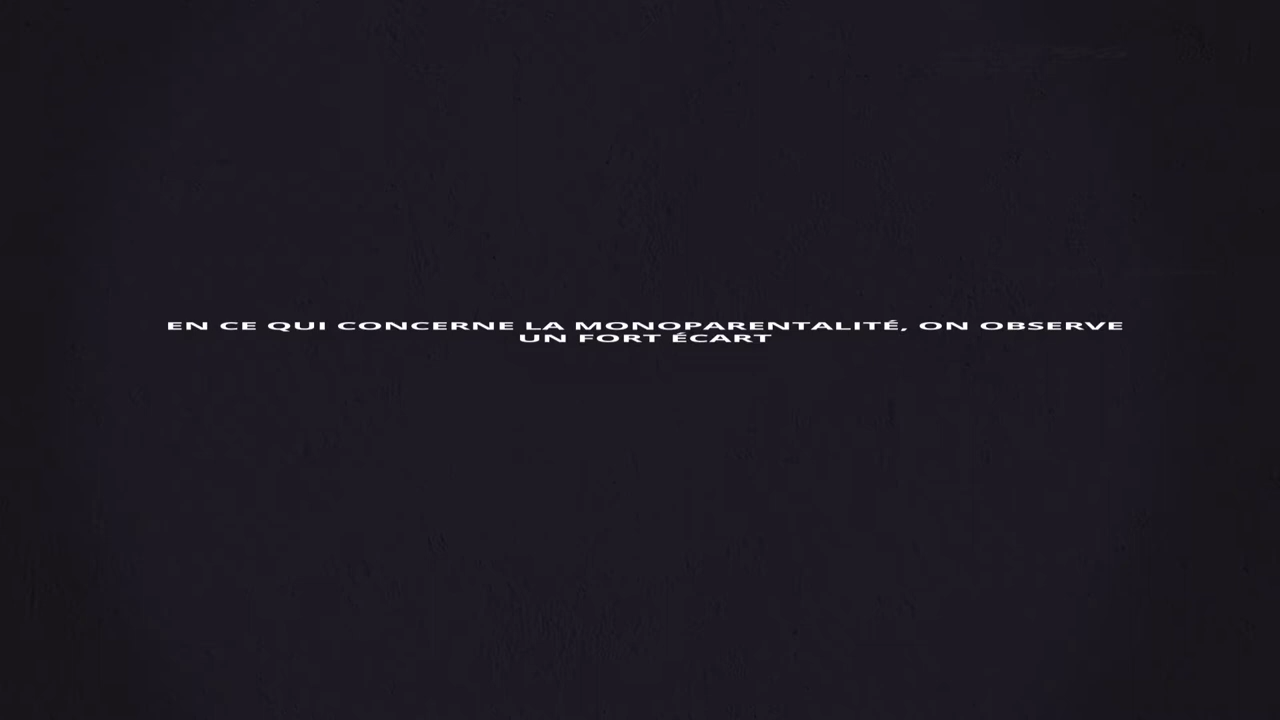 EN CE QUI CONCERNE LA MONOPARENTALITÉ, ON OBSERVE
UN FORT ÉCART